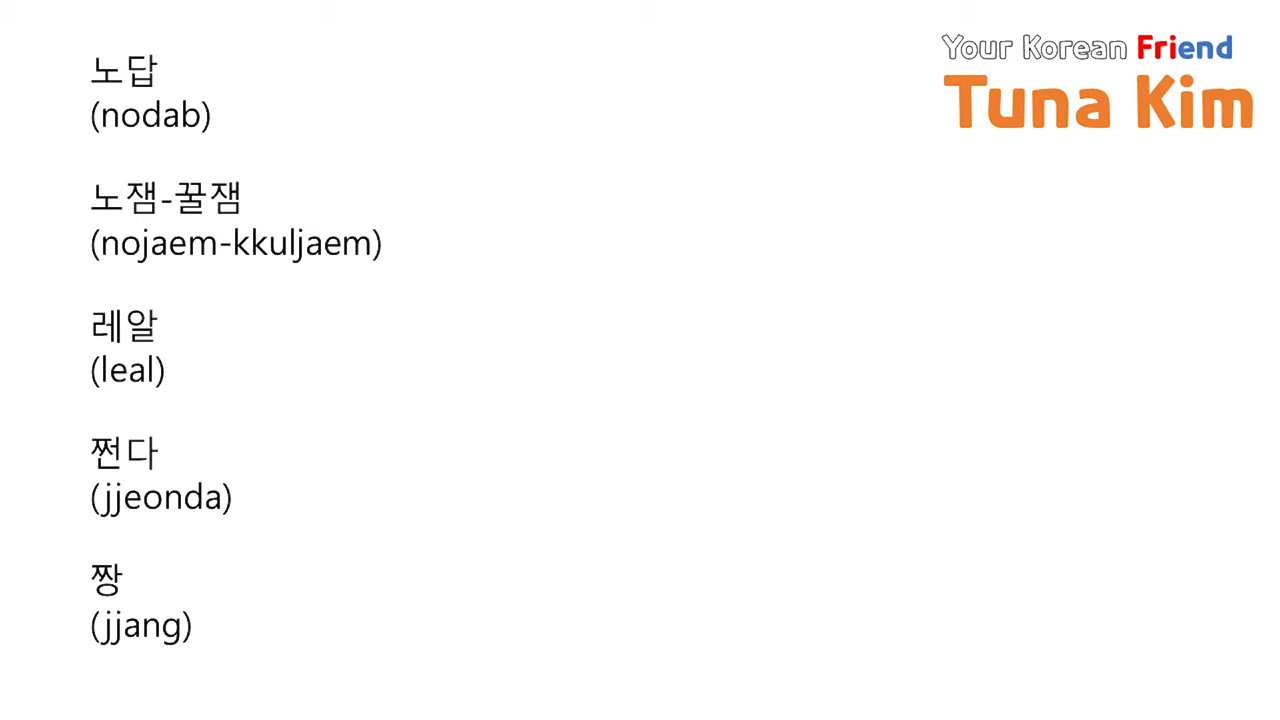 노답
(nodab)
노잼-꿀잼
(nojaem-kkuljaem)
레알
(leal)
쩐다
(jjeonda)
짱
(jjang)
Your Korean Friend
Tuna Kim